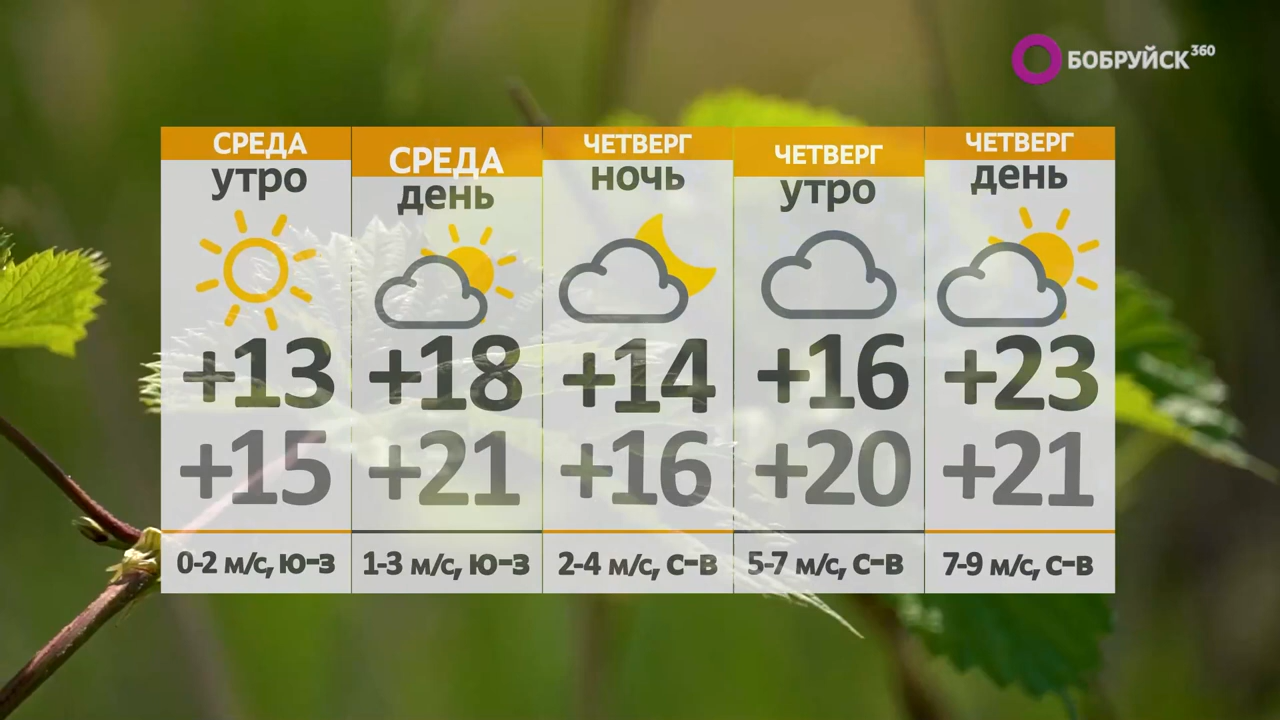 БОБРУЙСК360
СРЕДА
утро
+13
+15
0-2 м/с, ю-з
СРЕДА
день
+18
+21
1-3 м/с, ю-з
ЧЕТВЕРГ
ночь
+14
+16
2-4 м/с, с-в
ЧЕТВЕРГ
утро
+16
+20
5-7 м/с, с-в
ЧЕТВЕРГ
день
+23
+21
7-9 м/с, с-в